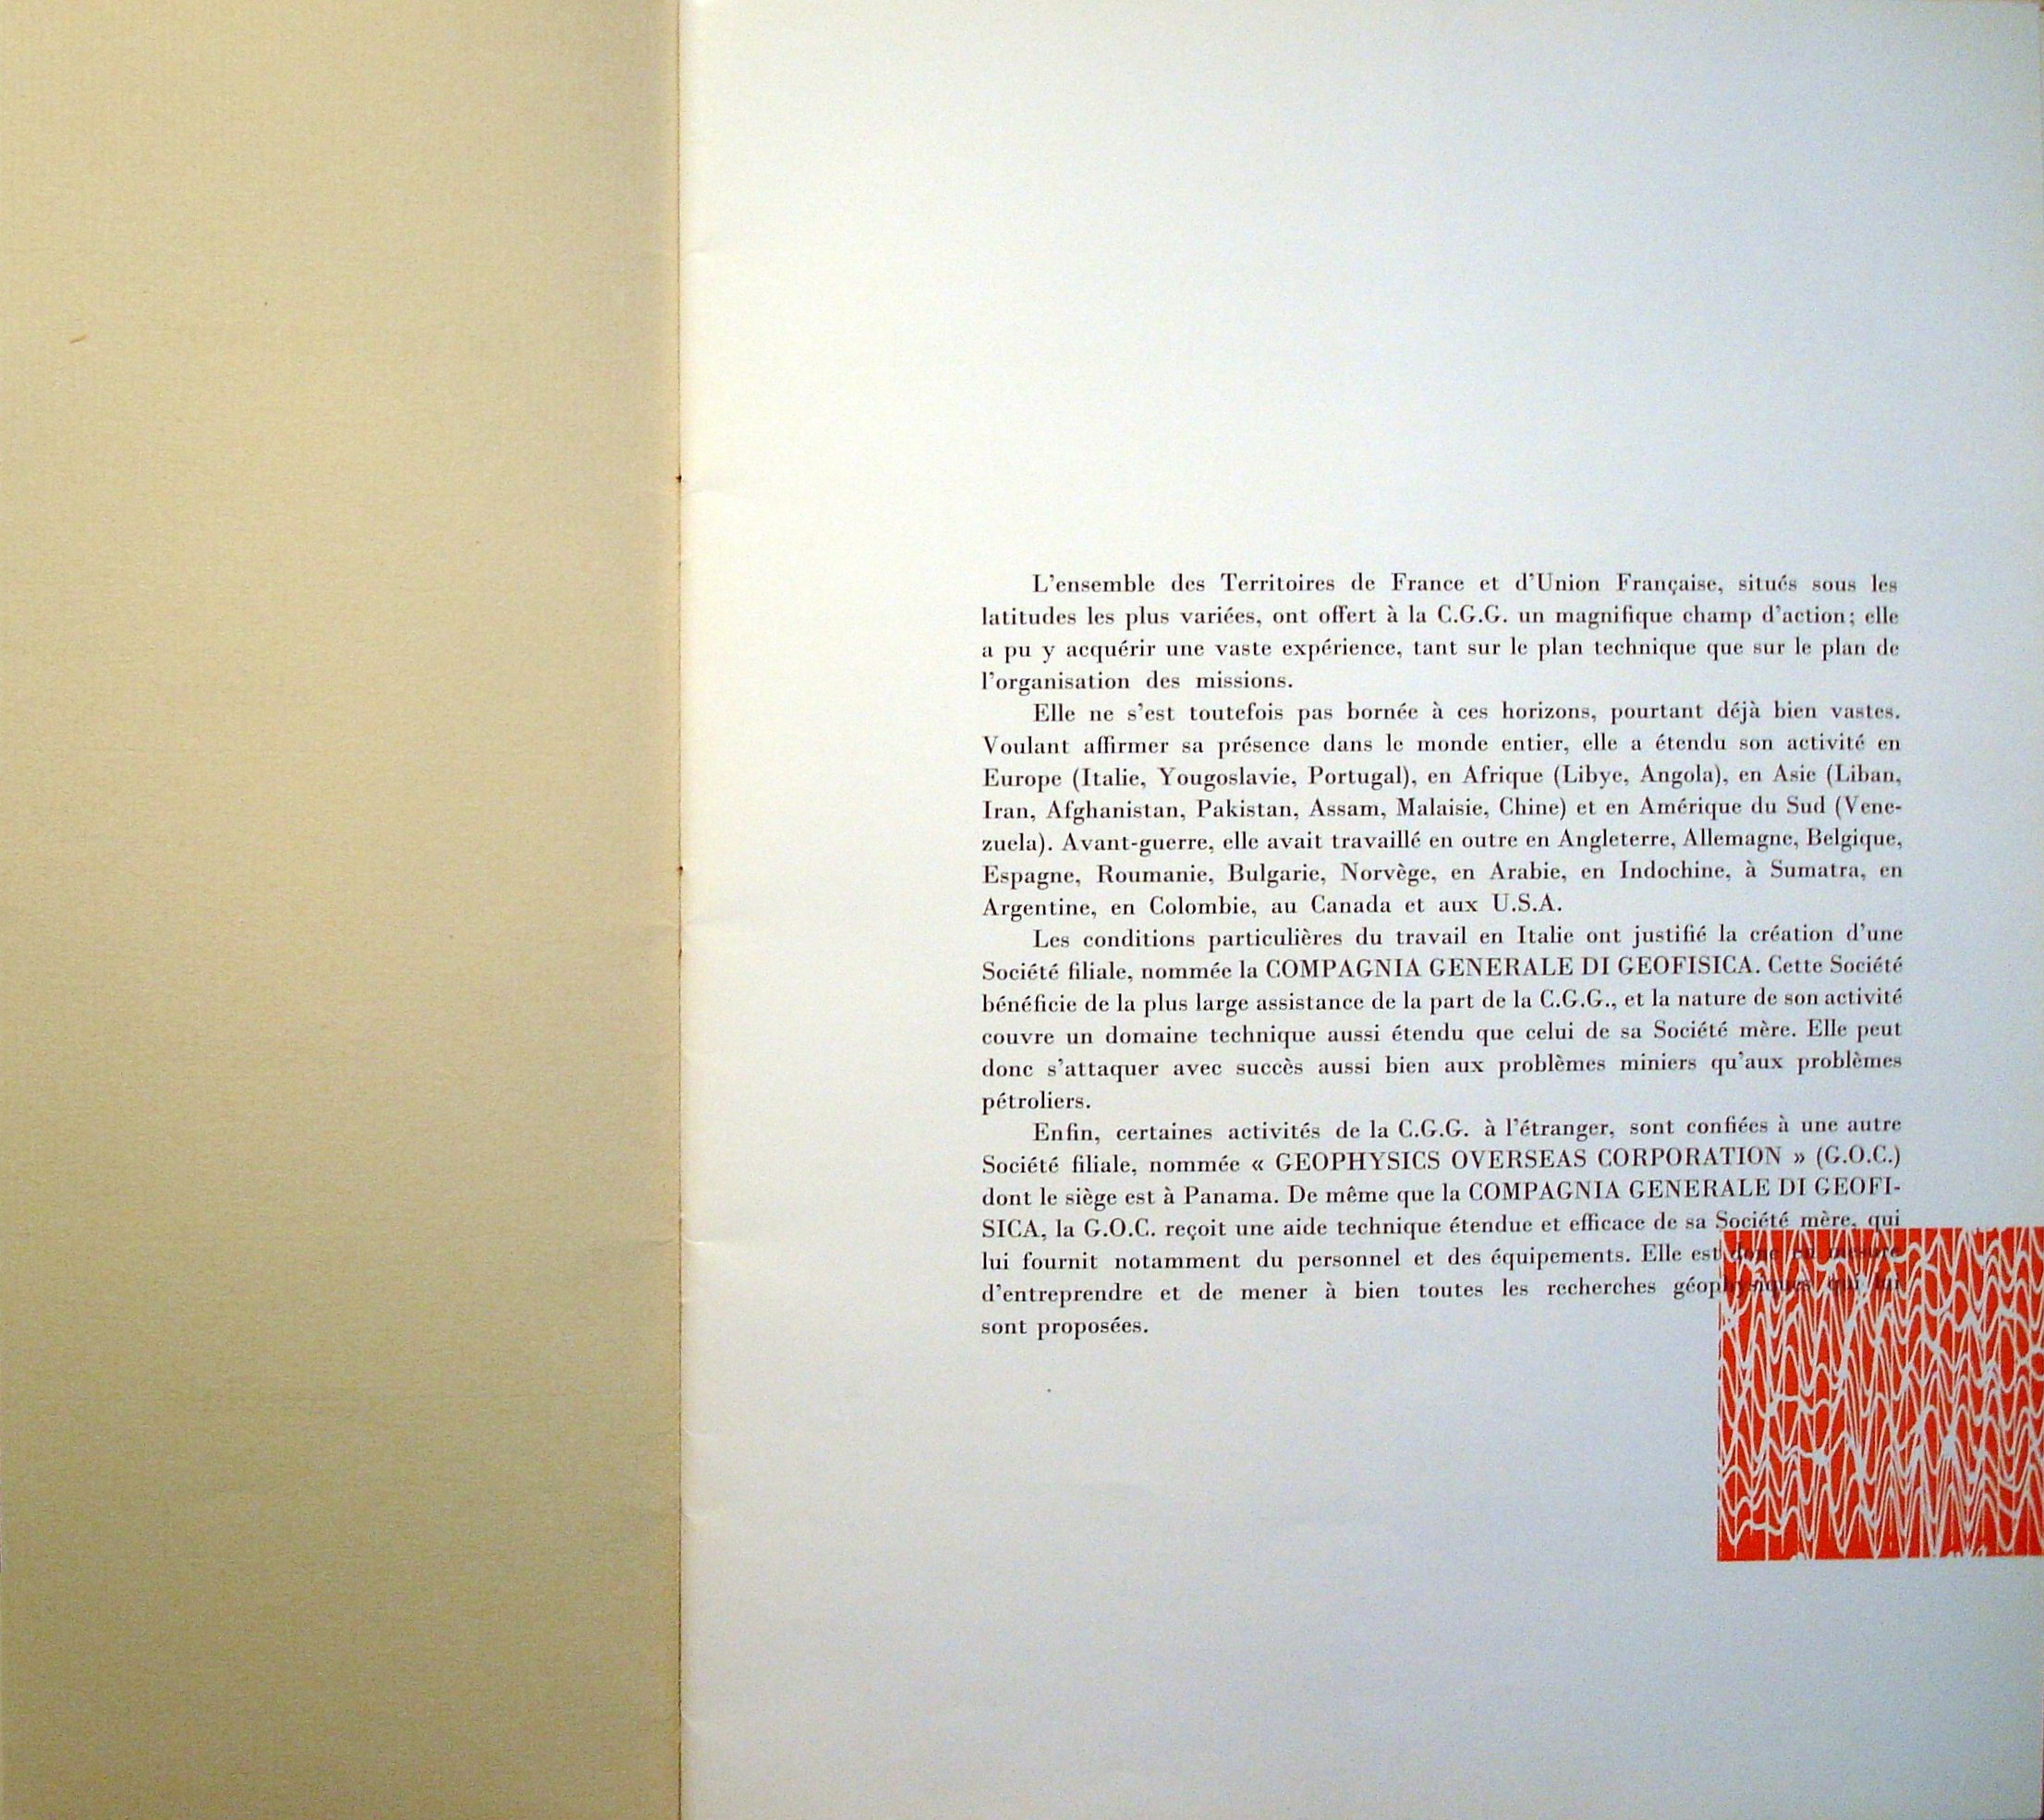 L'ensemble des Territoires de France et d'Union Française, situés sous les
latitudes les plus variées, ont offert à la C.G.G. un magnifique champ d'action; elle
a pu y acquérir une vaste expérience, tant sur le plan technique que sur le plan de
l'organisation des missions.
Elle ne s'est toutefois pas bornée à ces horizons, pourtant déjà bien vastes.
Voulant affirmer sa présence dans le monde entier, elle a étendu son activité en
Europe (Italie, Yougoslavie, Portugal), en Afrique (Libye, Angola), en Asie (Liban,
Iran, Afghanistan, Pakistan, Assam, Malaisie, Chine) et en Amérique du Sud (Vene-
zuela). Avant-guerre, elle avait travaillé en outre en Angleterre, Allemagne, Belgique,
Espagne, Roumanie, Bulgarie, Norvège, en Arabie, en Indochine, à Sumatra, en
Argentine, en Colombie, au Canada et aux U.S.A.
Les conditions particulières du travail en Italie ont justifié la création d'une
Société filiale, nommée la COMPAGNIA GENERALE DI GEOFISICA. Cette Société
bénéficie de la plus large assistance de la part de la C.G.G., et la nature de son activité
couvre un domaine technique aussi étendu que celui de sa Société mère. Elle peut
donc s'attaquer avec succès aussi bien aux problèmes miniers qu'aux problèmes
pétroliers.
Enfin, certaines activités de la C.G.G. à l'étranger, sont confiées à une autre
Société filiale, nommée « GEOPHYSICS OVERSEAS CORPORATION » (G.O.C.)
dont le siège est à Panama. De même que la COMPAGNIA GENERALE DI GEOFI-
SICA, la G.O.C. reçoit une aide technique étendue et efficace de sa Société mère, qui
lui fournit notamment du personnel et des équipements. Elle est donc en mesure
d'entreprendre et de mener à bien toutes les recherches géophysiques qui lui
sont proposées.